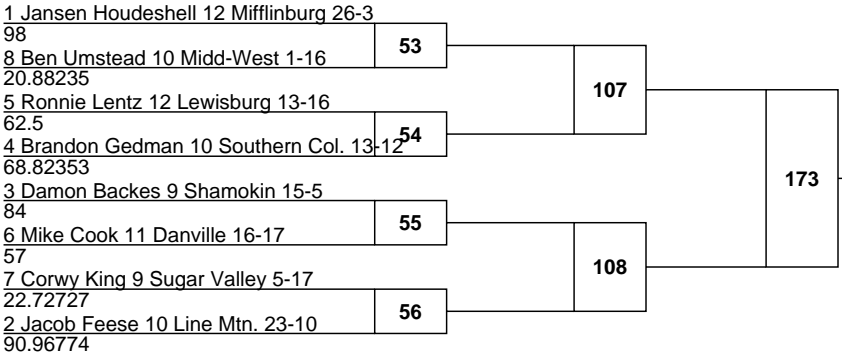 1 Jansen Houdeshell 12 Mifflinburg 26-3
98
53
8 Ben Umstead 10 Midd-West 1-16
20.88235
107
5 Ronnie Lentz 12 Lewisburg 13-16
62.5
54
4 Brandon Gedman 10 Southern Col. 13-12
68.82353
173
3 Damon Backes 9 Shamokin 15-5
84
55
6 Mike Cook 11 Danville 16-17
57
108
7 Corwy King 9 Sugar Valley 5-17
22.72727
56
2 Jacob Feese 10 Line Mtn. 23-10
90.96774